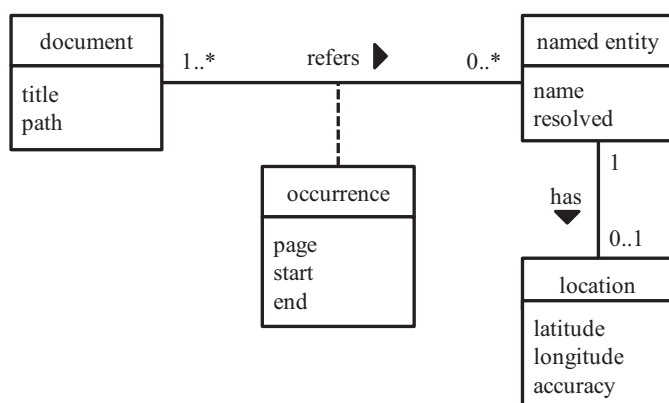 document
title
path
1..*
refers
0..*
named entity
name
resolved
occurrence
page
start
end
1
has
0..1
location
latitude
longitude
accuracy